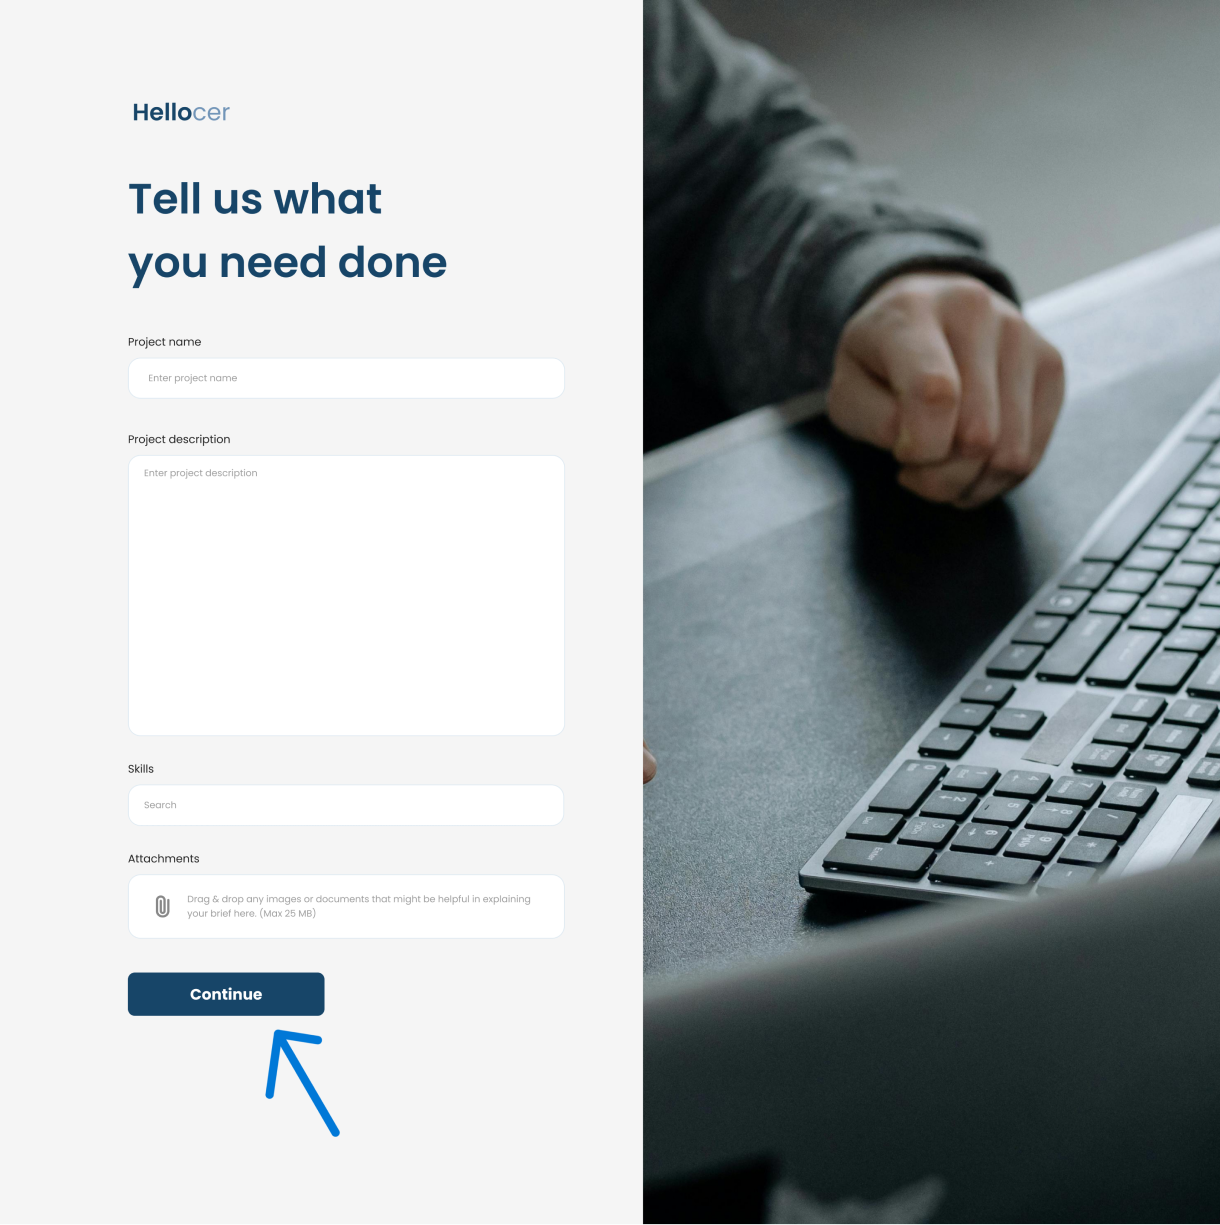 Hellocer
Tell us what
you need done
Project name
Enter project name
Project description
Enter project description
Skills
Search
Attachments
Drag & drop any images or documents that might be helpful in explaining
your brief here. (Max 25 MB)
Continue